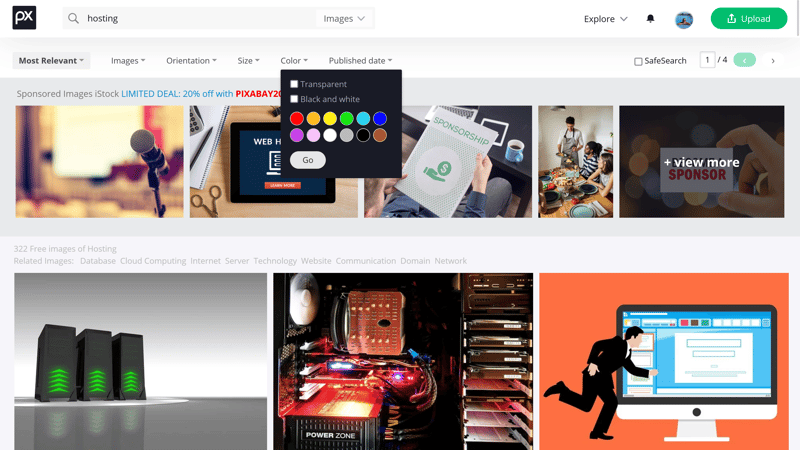 px
hosting
Images
Explore
Upload
Most Relevant
Images
Orientation
Size
Color
Published date
SafeSearch
1 / 4
Transparent
Black and white
Go
Sponsored Images iStock LIMITED DEAL: 20% off with PIXABAY20
WEB H
LEARN MORE
SPONSORSHIP
+ view more
SPONSOR
322 Free images of Hosting
Related Images: Database Cloud Computing Internet Server Technology Website Communication Domain Network
POWER ZONE